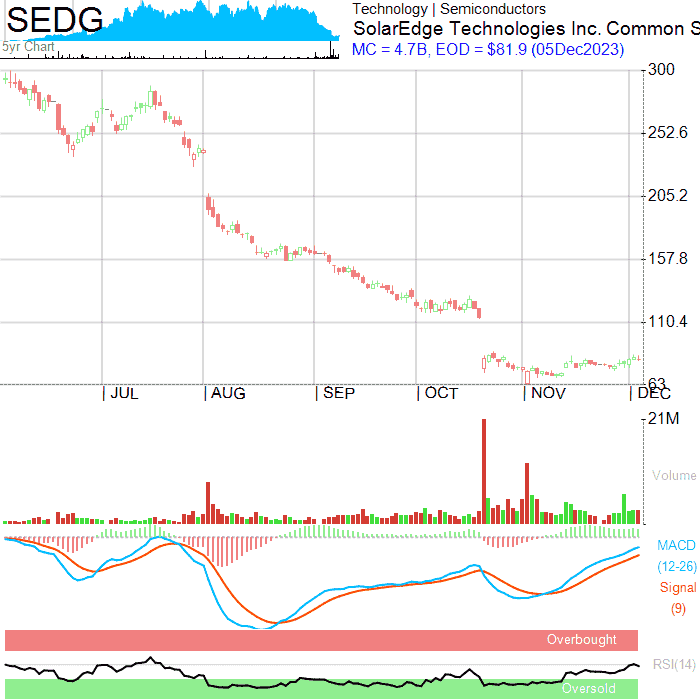 SEDG
5yr Chart
Technology | Semiconductors
SolarEdge Technologies Inc. Common S
MC = 4.7B, EOD = $81.9 (05Dec2023)
300
252.6
205.2
157.8
110.4
63
JUL AUG SEP OCT NOV DEC
21M
Volume
MACD
(12-26)
Signal
(9)
Overbought
RSI(14)
Oversold